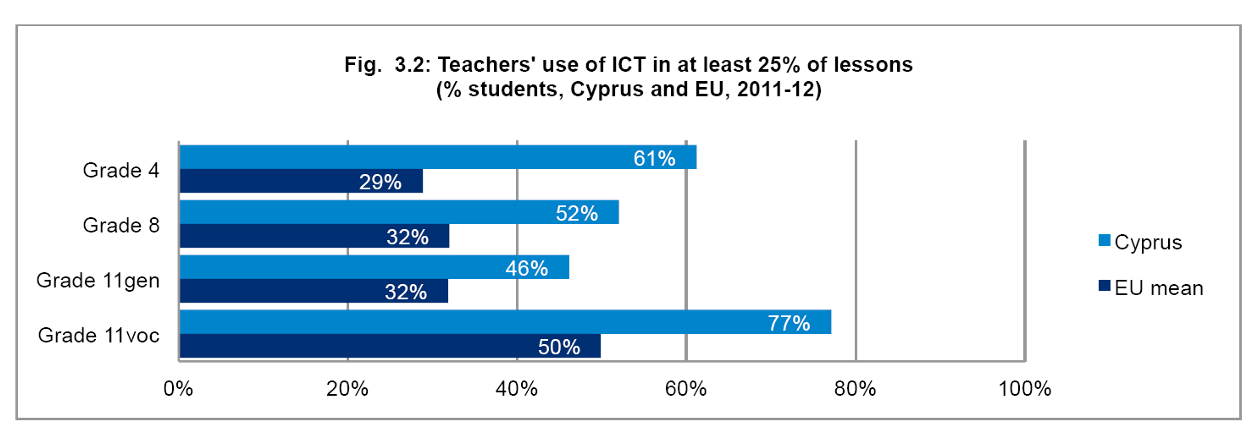 Fig.  3.2: Teachers' use of ICT in at least 25% of lessons
(% students, Cyprus and EU, 2011-12)
Grade 4
61%
29%
Grade 8
52%
32%
Grade 11gen
46%
32%
Grade 11voc
77%
50%
0%
20%
40%
60%
80%
100%
Cyprus
EU mean